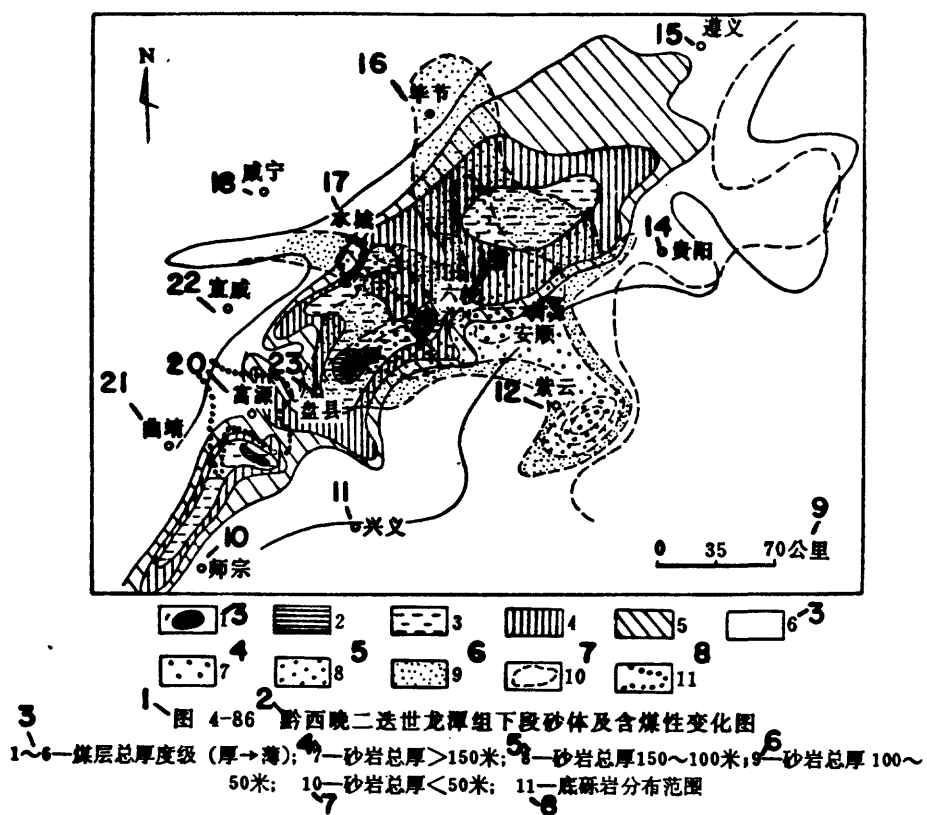 N
15 遵义
16 毕节
18 威宁
17 水城
14 贵阳
22 宣威
六枝
安顺
20 富源
23 盘县
21 曲靖
12 紫云
11 兴义
10 师宗
9
0 35 70公里
1 3 2 3 4 5 6 3
4 7 5 8 6 9 7 10 8 11
1 图 4-86 2 黔西晚二迭世龙潭组下段砂体及含煤性变化图
3 4 5 6
1～6—煤层总厚度级（厚→薄）；7—砂岩总厚＞150米；8—砂岩总厚150～100米；9—砂岩总厚 100～
50米； 10—砂岩总厚＜50米； 11—底砾岩分布范围
7 8